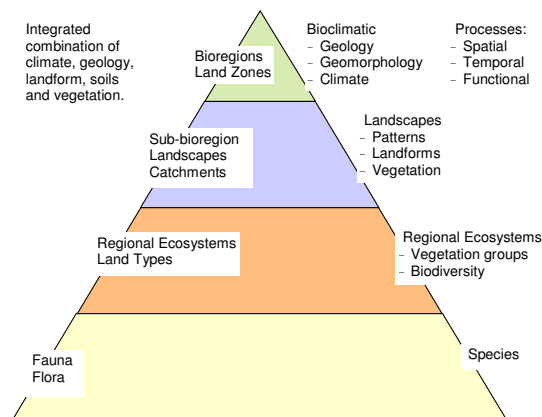 Integrated
combination of
climate, geology,
landform, soils
and vegetation.
Bioregions
Land Zones
Bioclimatic
- Geology
- Geomorphology
- Climate
Processes:
- Spatial
- Temporal
- Functional
Sub-bioregion
Landscapes
Catchments
Landscapes
- Patterns
- Landforms
- Vegetation
Regional Ecosystems
Land Types
Regional Ecosystems
- Vegetation groups
- Biodiversity
Fauna
Flora
Species